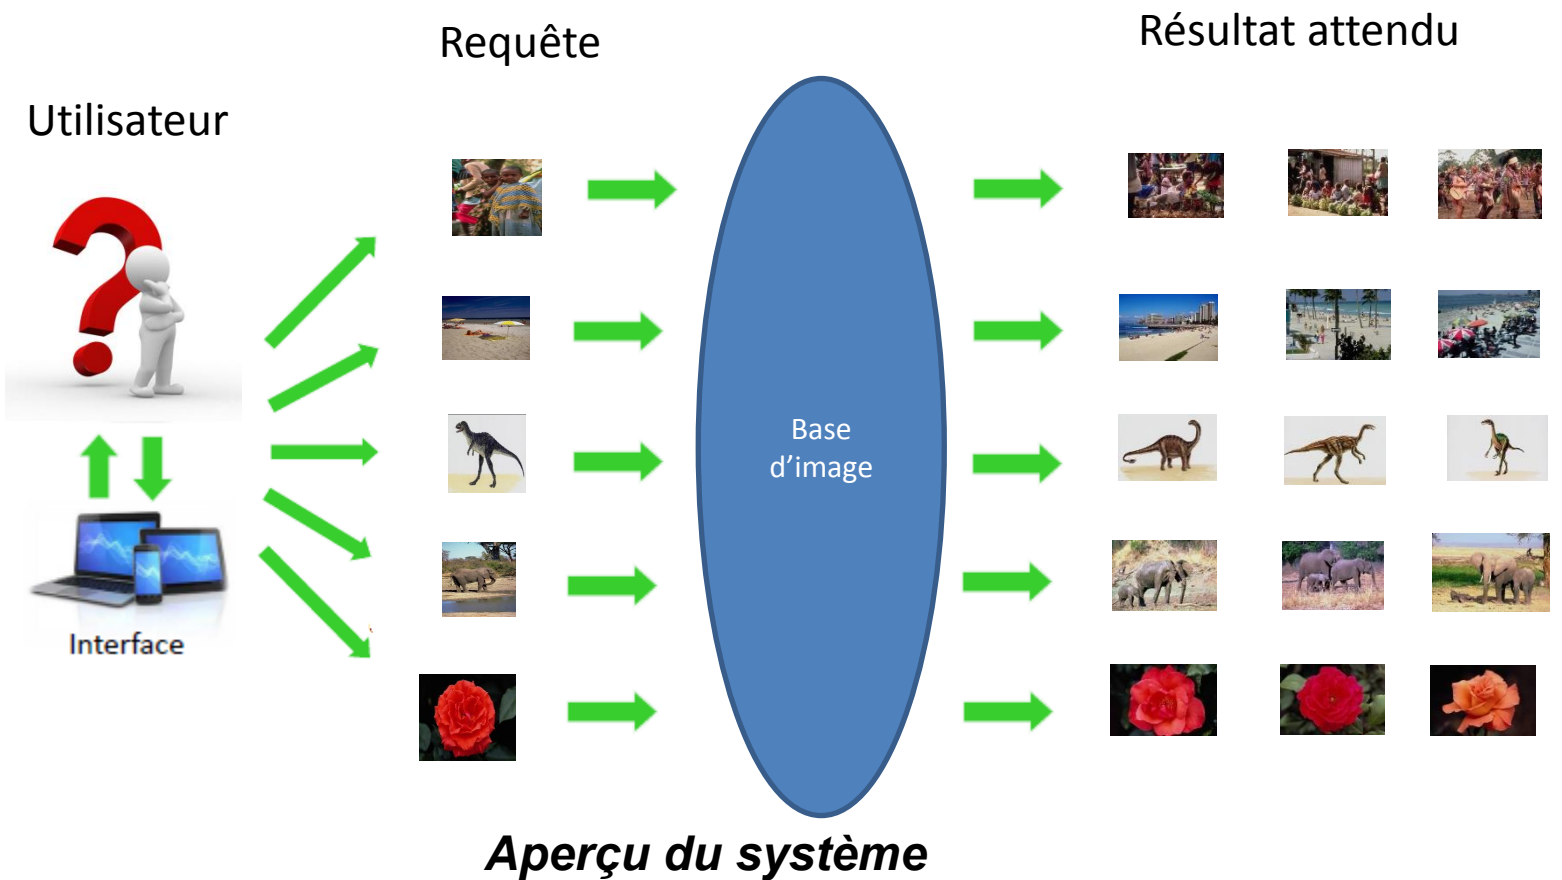 Requête
Résultat attendu
Utilisateur
Base
d’image
Interface
Aperçu du système